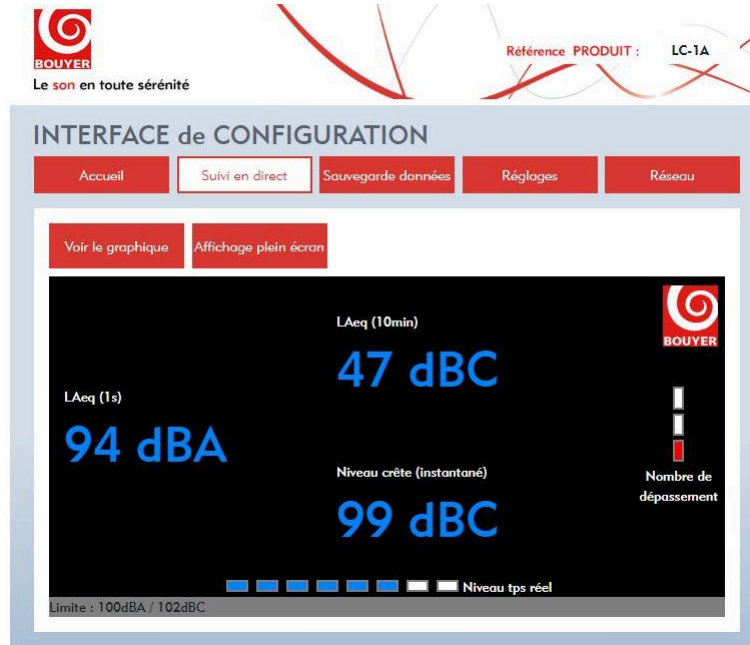 BOUYER
Le son en toute sérénité
Référence PRODUIT : LC-1A
INTERFACE de CONFIGURATION
Accueil
Suivi en direct
Sauvegarde données
Réglages
Réseau
Voir le graphique
Affichage plein écran
LAeq (1s)
94 dBA
LAeq (10min)
47 dBC
Niveau crête (instantané)
99 dBC
BOUYER
Nombre de
dépassement
Niveau tps réel
Limite : 100dBA / 102dBC